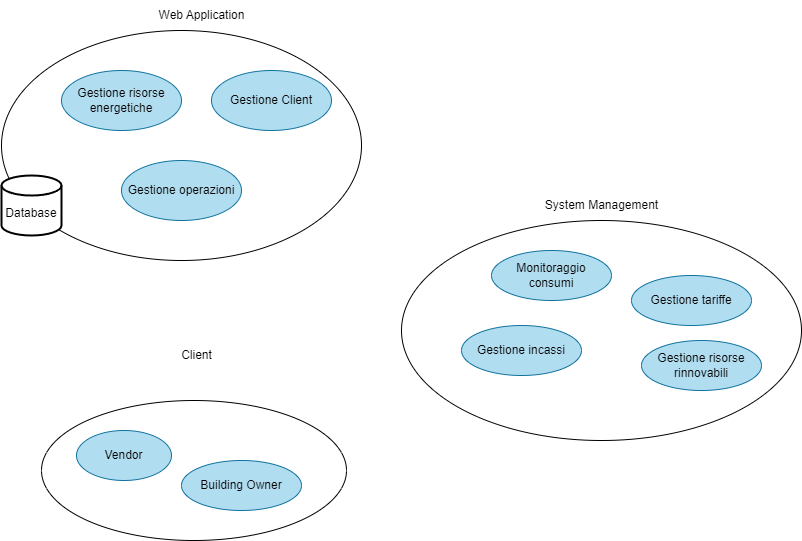 Web Application
Gestione risorse
energetiche
Gestione Client
Gestione operazioni
Database
System Management
Monitoraggio
consumi
Gestione tariffe
Gestione incassi
Gestione risorse
rinnovabili
Client
Vendor
Building Owner